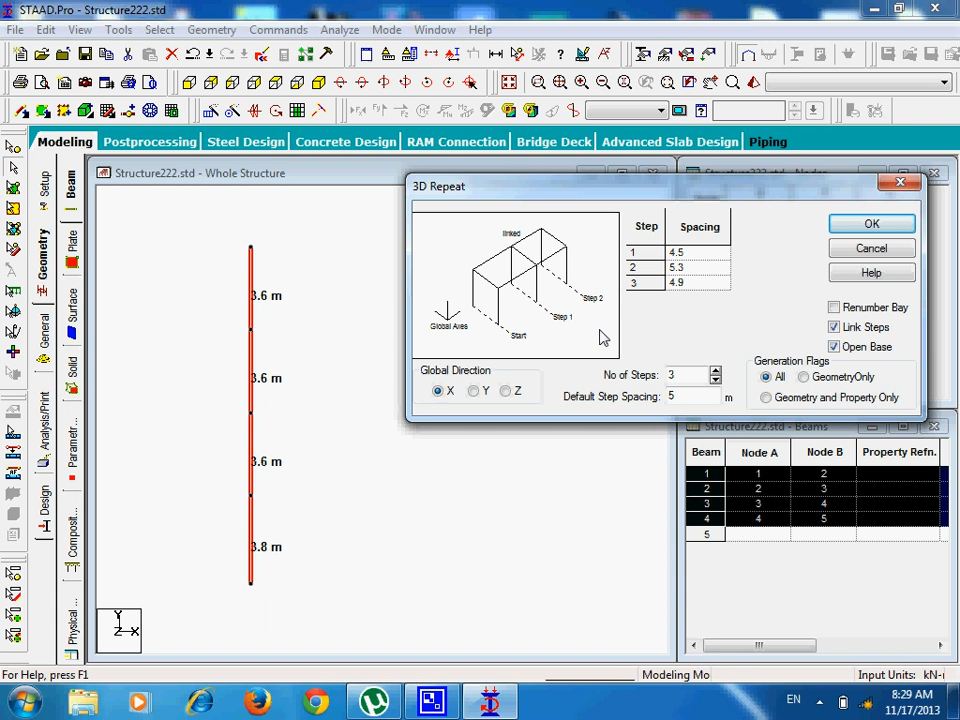 STAAD.Pro - Structure222.std
File Edit View Tools Select Geometry Commands Analyze Mode Window Help
Modeling Postprocessing Steel Design Concrete Design RAM Connection Bridge Deck Advanced Slab Design Piping
Setup
Geometry
General
Analysis/Print
Design
Beam
Plate
Surface
Solid
Parametr...
Composit...
Physical ...
Structure222.std - Whole Structure
3.6 m
3.6 m
3.6 m
3.8 m
Y
Z X
3D Repeat
linked
Global Axes
Start
Step 1
Step 2
Step Spacing
1 4.5
2 5.3
3 4.9
OK
Cancel
Help
Renumber Bay
Link Steps
Open Base
Global Direction
X Y Z
No of Steps: 3
Default Step Spacing: 5 m
Generation Flags
All GeometryOnly
Geometry and Property Only
Structure222.std - Beams
Beam Node A Node B Property Refn.
1 1 2
2 2 3
3 3 4
4 4 5
5
For Help, press F1
Modeling Mo
Input Units: kN-
EN
8:29 AM
11/17/2013